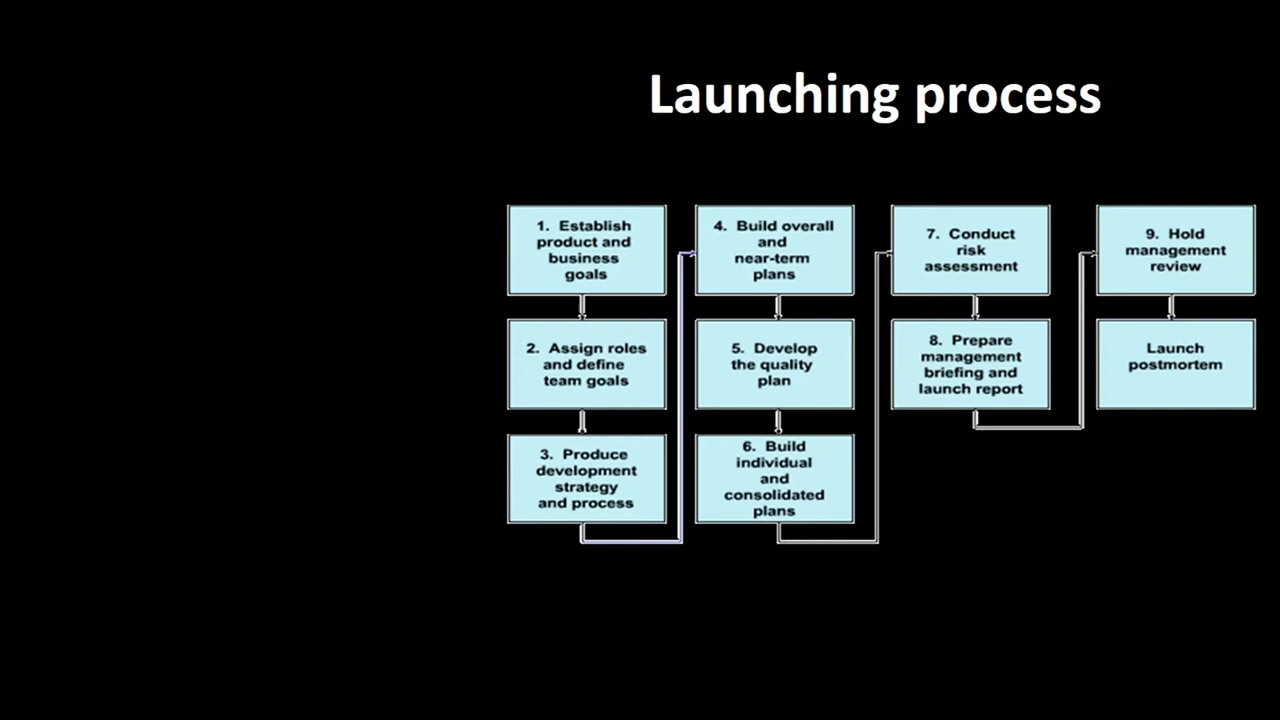 Launching process
1. Establish
product and
business
goals
2. Assign roles
and define
team goals
3. Produce
development
strategy
and process
4. Build overall
and
near-term
plans
5. Develop
the quality
plan
6. Build
individual
and
consolidated
plans
7. Conduct
risk
assessment
8. Prepare
management
briefing and
launch report
9. Hold
management
review
Launch
postmortem